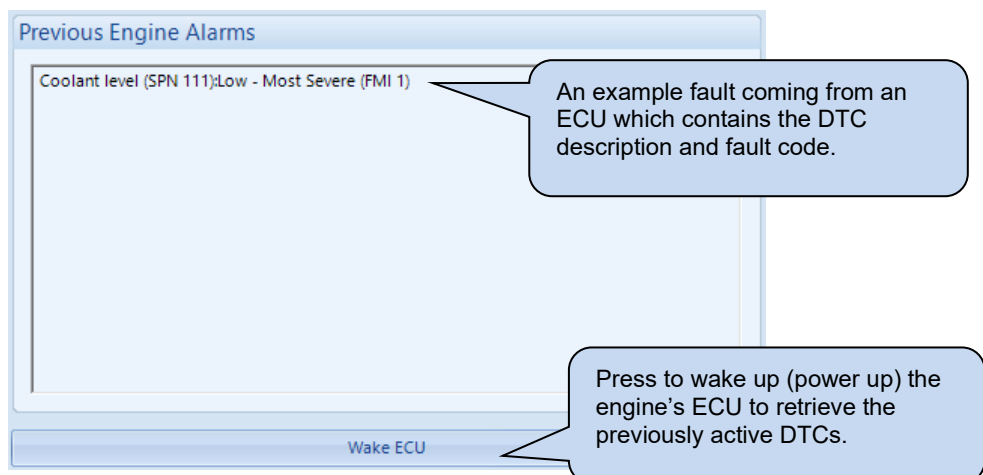 Previous Engine Alarms
Coolant level (SPN 111):Low - Most Severe (FMI 1)
An example fault coming from an
ECU which contains the DTC
description and fault code.
Press to wake up (power up) the
engine’s ECU to retrieve the
previously active DTCs.
Wake ECU